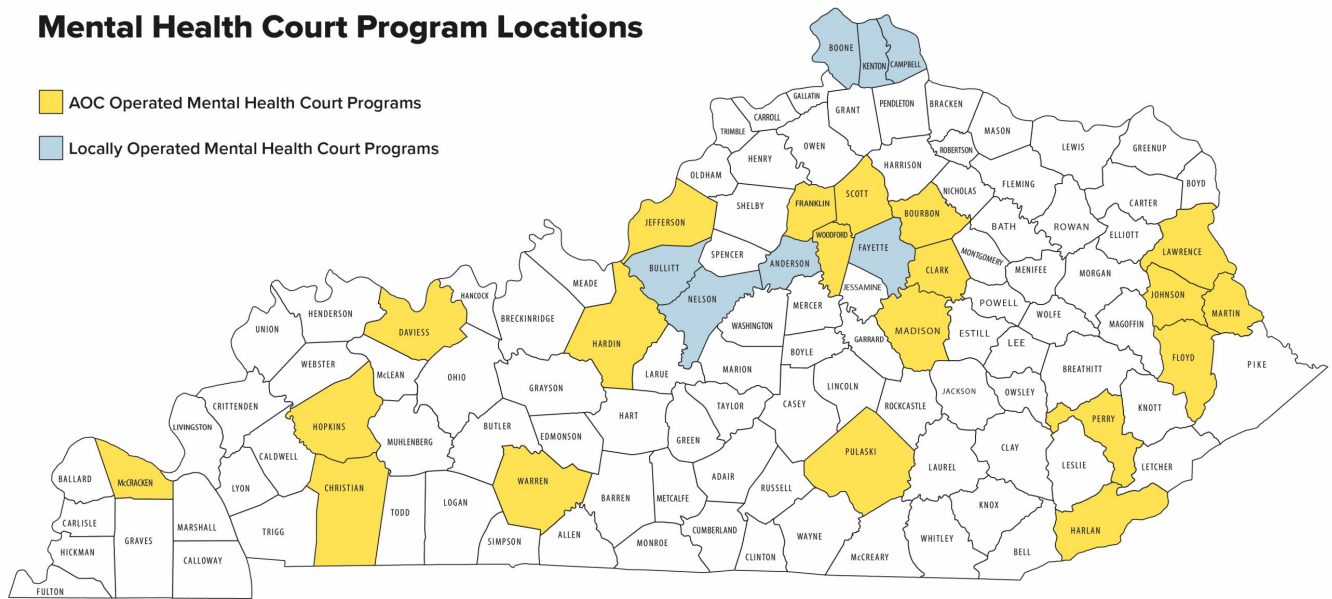 Mental Health Court Program Locations
AOC Operated Mental Health Court Programs
Locally Operated Mental Health Court Programs
BOONE
KENTON
CAMPBELL
GALLATIN
CARROLL
TRIMBLE
GRANT
PENDLETON
BRACKEN
MASON
LEWIS
GREENUP
OWEN
HENRY
OLDHAM
ROBERTSON
HARRISON
NICHOLAS
FLEMING
BOYD
CARTER
SHELBY
JEFFERSON
FRANKLIN
SCOTT
BOURBON
BATH
ROWAN
ELLIOTT
LAWRENCE
WOODFORD
FAYETTE
SPENCER
ANDERSON
BULLITT
NELSON
CLARK
MONTGOMERY
MENIFEE
MORGAN
JOHNSON
MARTIN
JESSAMINE
MERCER
POWELL
WOLFE
MAGOFFIN
MEADE
HANCOCK
BRECKINRIDGE
HENDERSON
UNION
DAVIESS
HARDIN
WASHINGTON
MADISON
ESTILL
LEE
GARRARD
BOYLE
FLOYD
PIKE
WEBSTER
McLEAN
OHIO
GRAYSON
LARUE
MARION
BREATHITT
LINCOLN
JACKSON
OWSLEY
CRITTENDEN
LIVINGSTON
HOPKINS
MUHLENBERG
BUTLER
EDMONSON
HART
TAYLOR
CASEY
ROCKCASTLE
KNOTT
PERRY
GREEN
CLAY
PULASKI
LAUREL
LESLIE
LETCHER
CALDWELL
LYON
BALLARD
McCRACKEN
CHRISTIAN
WARREN
ADAIR
RUSSELL
BARREN
METCALFE
TODD
LOGAN
KNOX
CARLISLE
GRAVES
MARSHALL
TRIGG
SIMPSON
ALLEN
MONROE
CUMBERLAND
CLINTON
WAYNE
McCREARY
WHITLEY
BELL
HARLAN
HICKMAN
CALLOWAY
FULTON